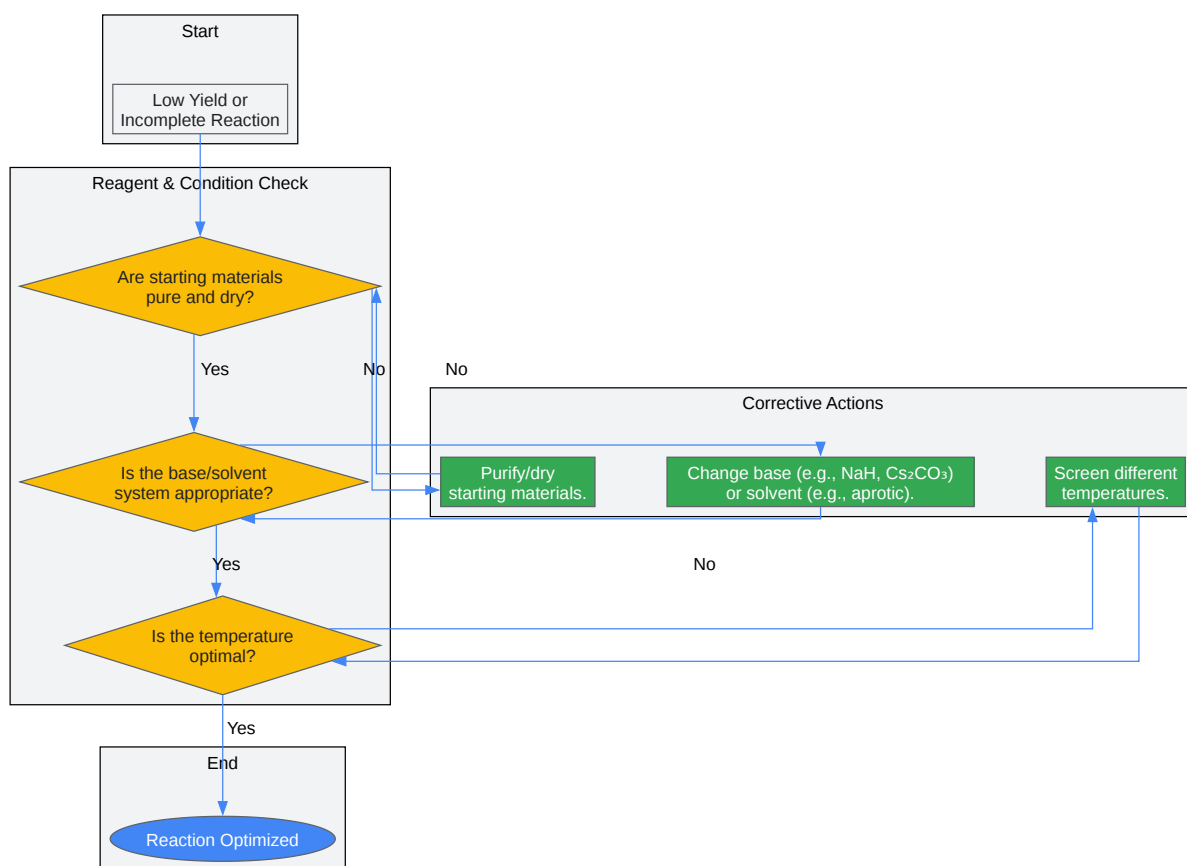 Start
Low Yield or
Incomplete Reaction
Reagent & Condition Check
Are starting materials
pure and dry?
Yes
No
No
Corrective Actions
Is the base/solvent
system appropriate?
Purify/dry
starting materials.
Change base (e.g., NaH, Cs₂CO₃)
or solvent (e.g., aprotic).
Screen different
temperatures.
Yes
No
Is the temperature
optimal?
Yes
End
Reaction Optimized